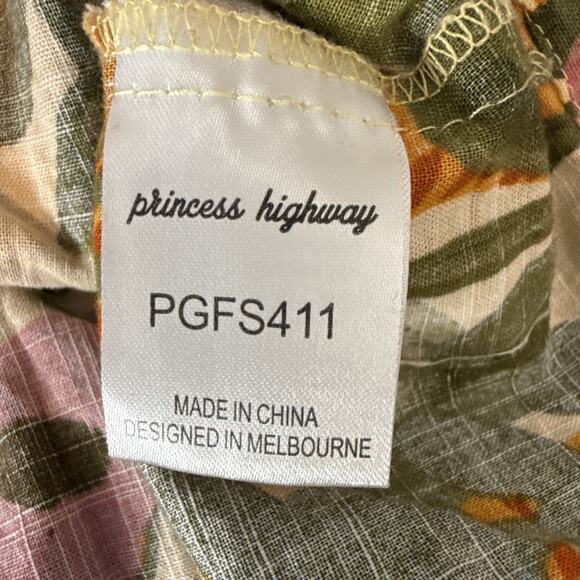 princess highway
PGFS411
MADE IN CHINA
DESIGNED IN MELBOURNE